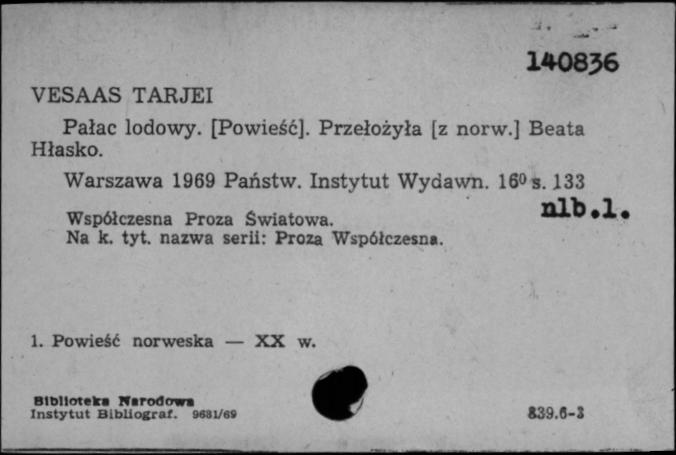 140836
VESAAS TARJEI
Pałac lodowy. [Powieść]. Przełożyła [z norw.] Beata
Hłasko.
Warszawa 1969 Państw. Instytut Wydawn. 16⁰ s. 133
nlb.1.
Współczesna Proza Światowa.
Na k. tyt. nazwa serii: Proza Współczesna.
1. Powieść norweska — XX w.
Biblioteka Narodowa
Instytut Bibliograf. 9681/69
839.6-3